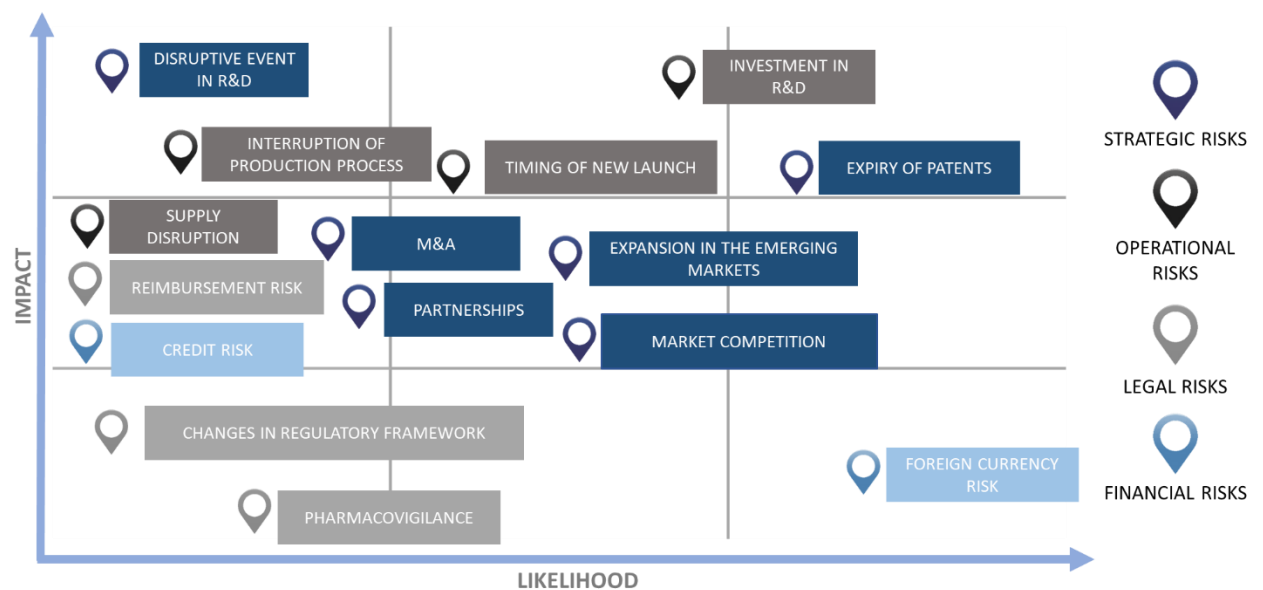 DISRUPTIVE EVENT
IN R&D
INVESTMENT IN
R&D
INTERRUPTION OF
PRODUCTION PROCESS
TIMING OF NEW LAUNCH
EXPIRY OF PATENTS
SUPPLY
DISRUPTION
M&A
EXPANSION IN THE EMERGING
MARKETS
REIMBURSEMENT RISK
PARTNERSHIPS
CREDIT RISK
MARKET COMPETITION
CHANGES IN REGULATORY FRAMEWORK
FOREIGN CURRENCY
RISK
PHARMACOVIGILANCE
IMPACT
LIKELIHOOD
STRATEGIC RISKS
OPERATIONAL
RISKS
LEGAL RISKS
FINANCIAL RISKS